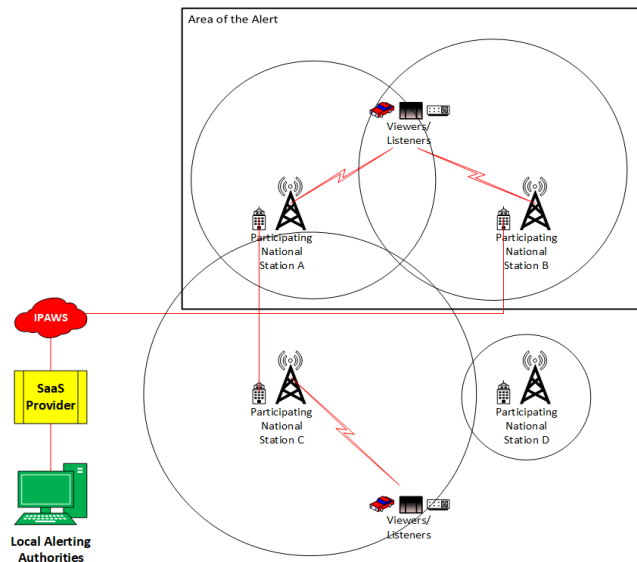 Area of the Alert
Viewers/
Listeners
Participating
National
Station A
Participating
National
Station B
IPAWS
SaaS
Provider
Participating
National
Station C
Participating
National
Station D
Viewers/
Listeners
Local Alerting
Authorities